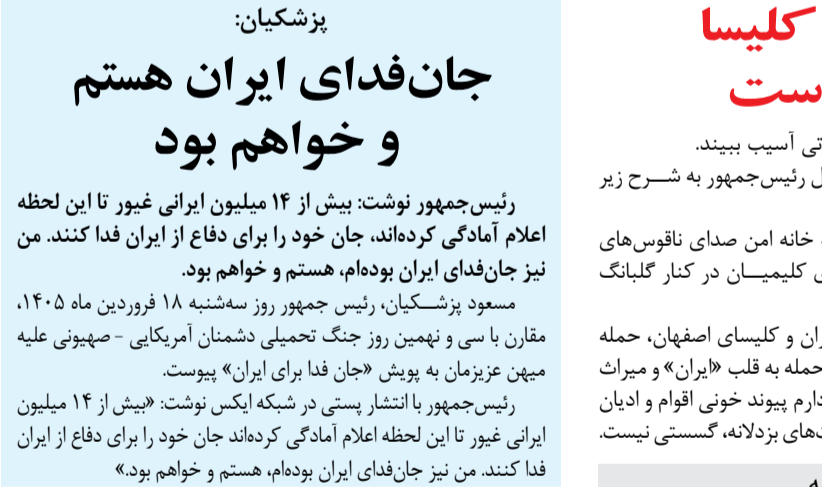 پزشکیان:
جان‌فدای ایران هستم
و خواهم بود
رئیس‌جمهور نوشت: بیش از ۱۴ میلیون ایرانی غیور تا این لحظه
اعلام آمادگی کرده‌اند، جان خود را برای دفاع از ایران فدا کنند. من
نیز جان‌فدای ایران بوده‌ام، هستم و خواهم بود.
مسعود پزشکیان، رئیس جمهور روز سه‌شنبه ۱۸ فروردین ماه ۱۴۰۵،
مقارن با سی و نهمین روز جنگ تحمیلی دشمنان آمریکایی - صهیونی علیه
میهن عزیزمان به پویش «جان فدا برای ایران» پیوست.
رئیس‌جمهور با انتشار پستی در شبکه ایکس نوشت: «بیش از ۱۴ میلیون
ایرانی غیور تا این لحظه اعلام آمادگی کرده‌اند جان خود را برای دفاع از ایران
فدا کنند. من نیز جان‌فدای ایران بوده‌ام، هستم و خواهم بود.»
کلیسا
ست
آسیب ببیند.
رئیس‌جمهور به شرح زیر
خانه امن صدای ناقوس‌های
کلیمیان در کنار گلبانگ
و کلیسای اصفهان، حمله
حمله به قلب «ایران» و میراث
دارم پیوند خونی اقوام و ادیان
بزدلانه، گسستی نیست.